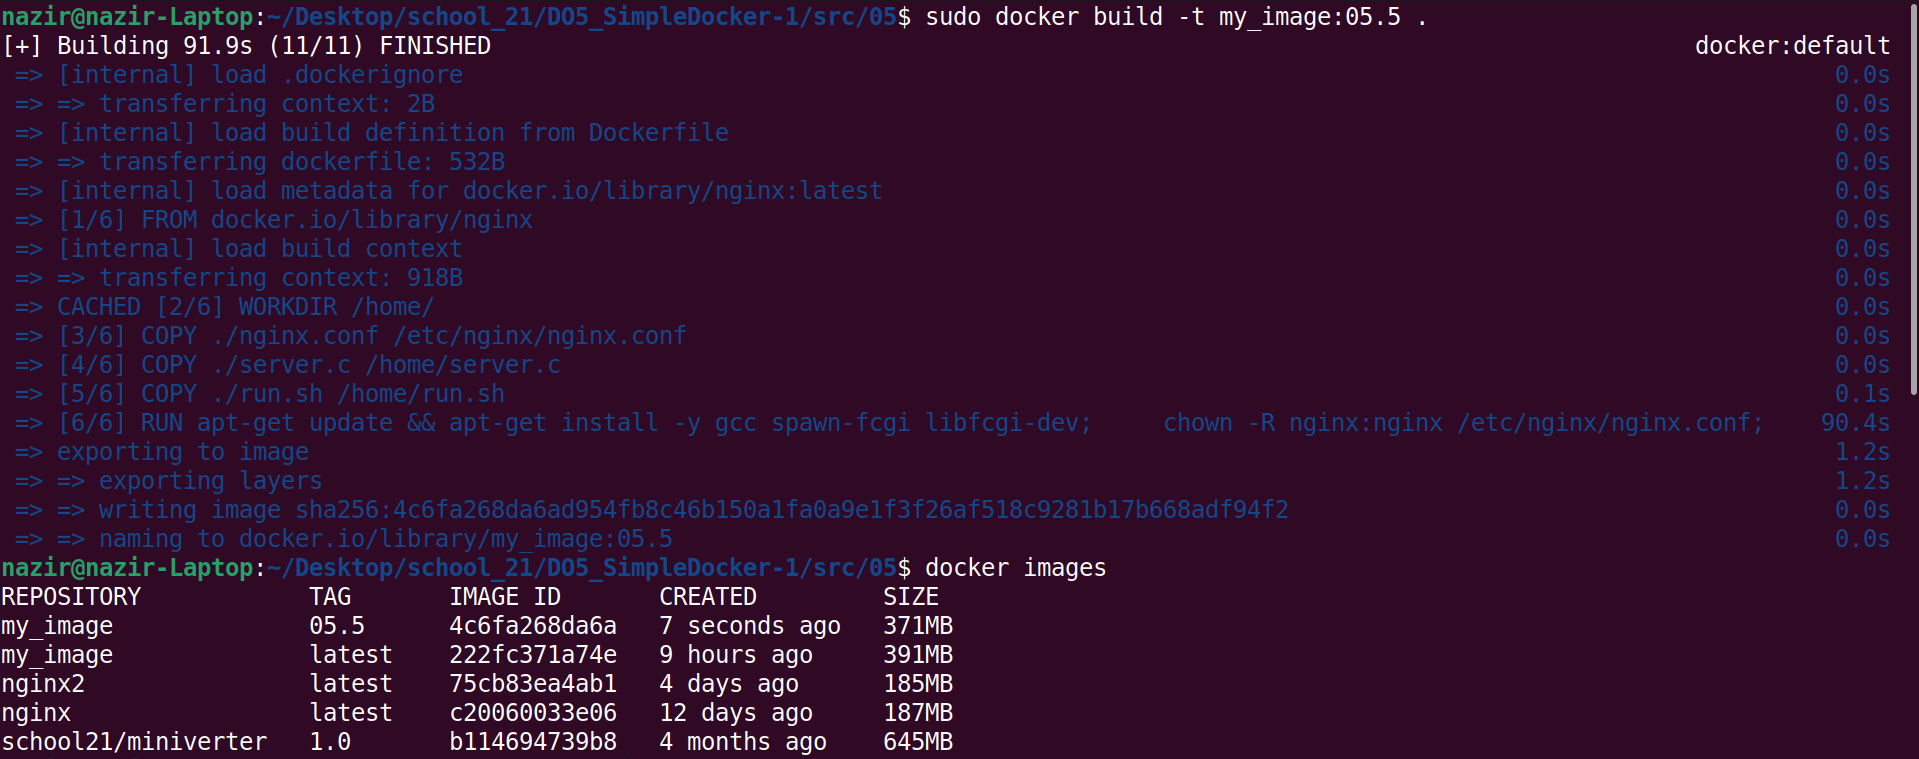 nazir@nazir-Laptop:~/Desktop/school_21/DO5_SimpleDocker-1/src/05$ sudo docker build -t my_image:05.5 .
[+] Building 91.9s (11/11) FINISHED docker:default
=> [internal] load .dockerignore 0.0s
=> => transferring context: 2B 0.0s
=> [internal] load build definition from Dockerfile 0.0s
=> => transferring dockerfile: 532B 0.0s
=> [internal] load metadata for docker.io/library/nginx:latest 0.0s
=> [1/6] FROM docker.io/library/nginx 0.0s
=> [internal] load build context 0.0s
=> => transferring context: 918B 0.0s
=> CACHED [2/6] WORKDIR /home/ 0.0s
=> [3/6] COPY ./nginx.conf /etc/nginx/nginx.conf 0.0s
=> [4/6] COPY ./server.c /home/server.c 0.0s
=> [5/6] COPY ./run.sh /home/run.sh 0.1s
=> [6/6] RUN apt-get update && apt-get install -y gcc spawn-fcgi libfcgi-dev; chown -R nginx:nginx /etc/nginx/nginx.conf; 90.4s
=> exporting to image 1.2s
=> => exporting layers 1.2s
=> => writing image sha256:4c6fa268da6ad954fb8c46b150a1fa0a9e1f3f26af518c9281b17b668adf94f2 0.0s
=> => naming to docker.io/library/my_image:05.5 0.0s
nazir@nazir-Laptop:~/Desktop/school_21/DO5_SimpleDocker-1/src/05$ docker images
REPOSITORY TAG IMAGE ID CREATED SIZE
my_image 05.5 4c6fa268da6a 7 seconds ago 371MB
my_image latest 222fc371a74e 9 hours ago 391MB
nginx2 latest 75cb83ea4ab1 4 days ago 185MB
nginx latest c20060033e06 12 days ago 187MB
school21/miniverter 1.0 b114694739b8 4 months ago 645MB